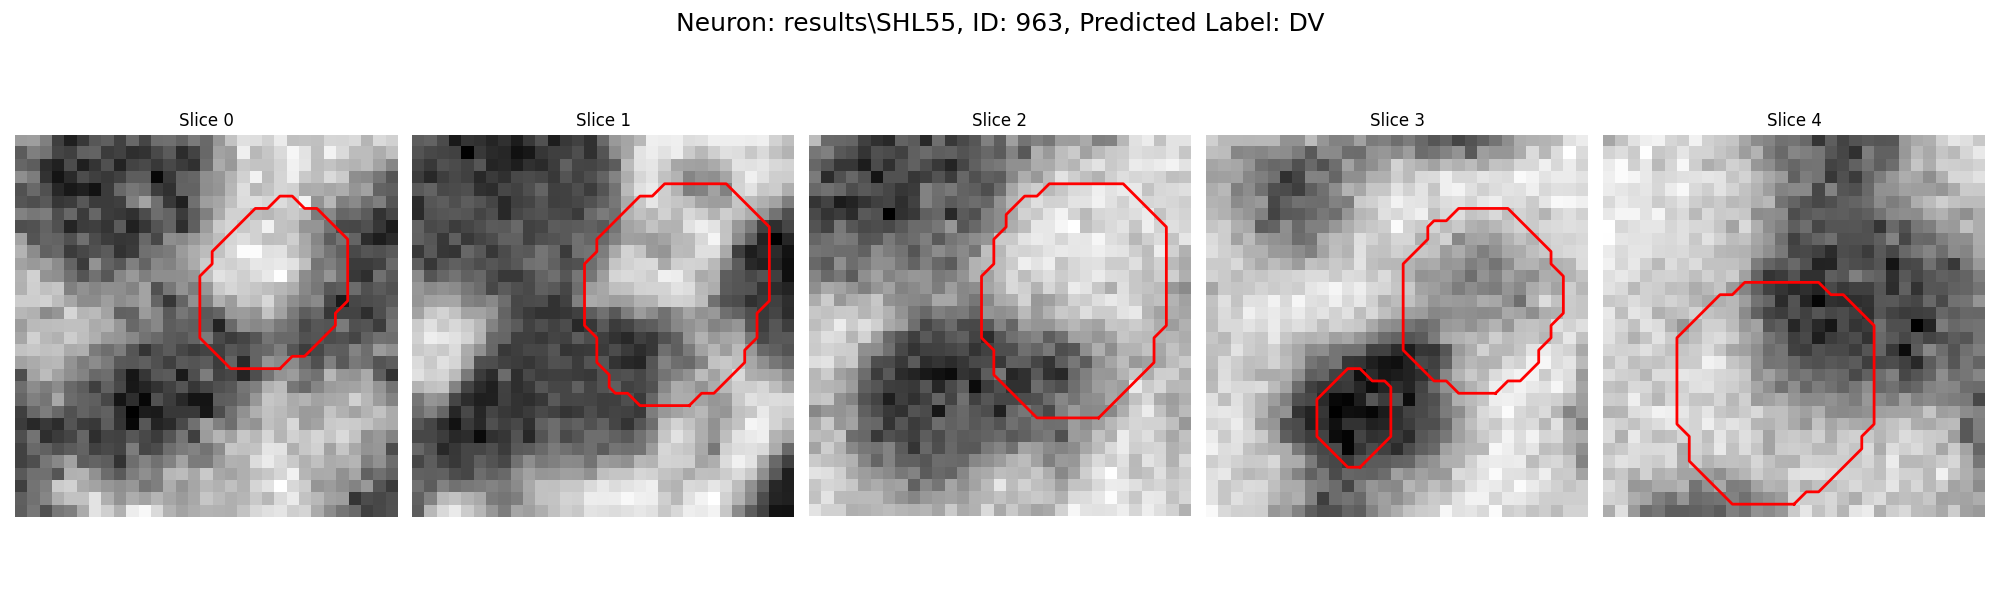 Neuron: results\SHL55, ID: 963, Predicted Label: DV
Slice 0
Slice 1
Slice 2
Slice 3
Slice 4